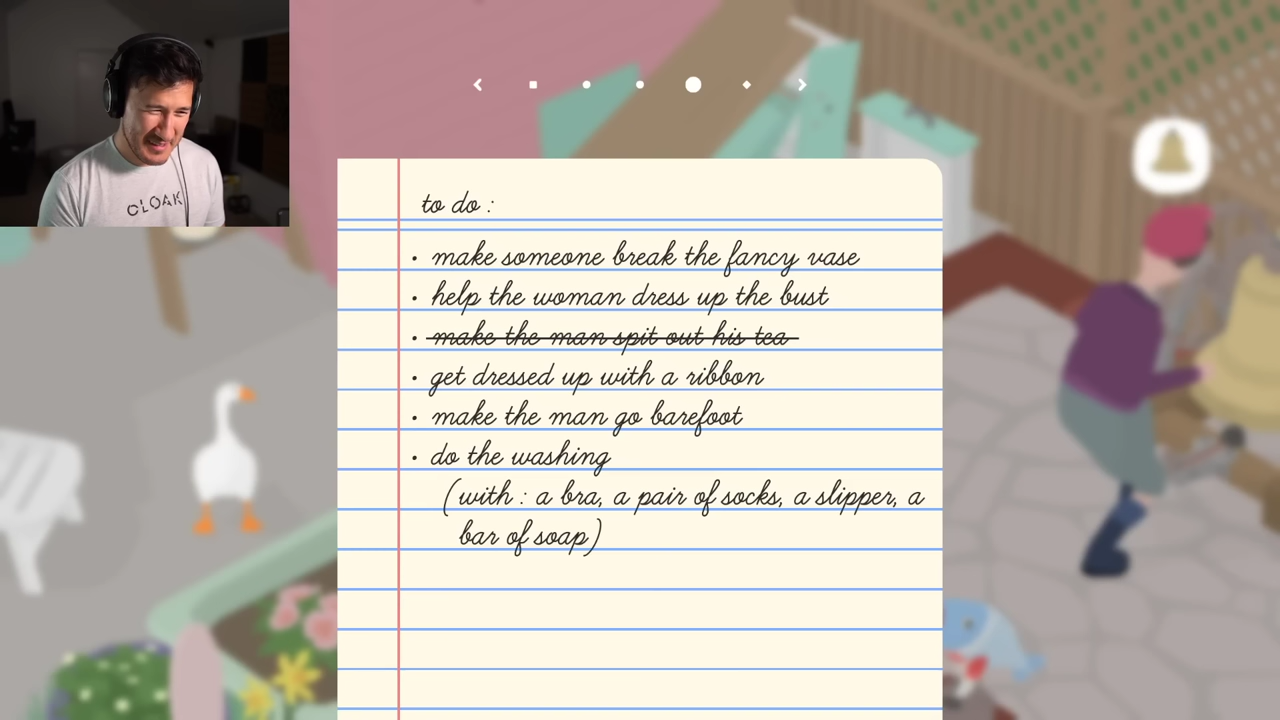 CLOAK
to do :
• make someone break the fancy vase
• help the woman dress up the bust
• make the man spit out his tea
• get dressed up with a ribbon
• make the man go barefoot
• do the washing
(with : a bra, a pair of socks, a slipper, a
bar of soap)